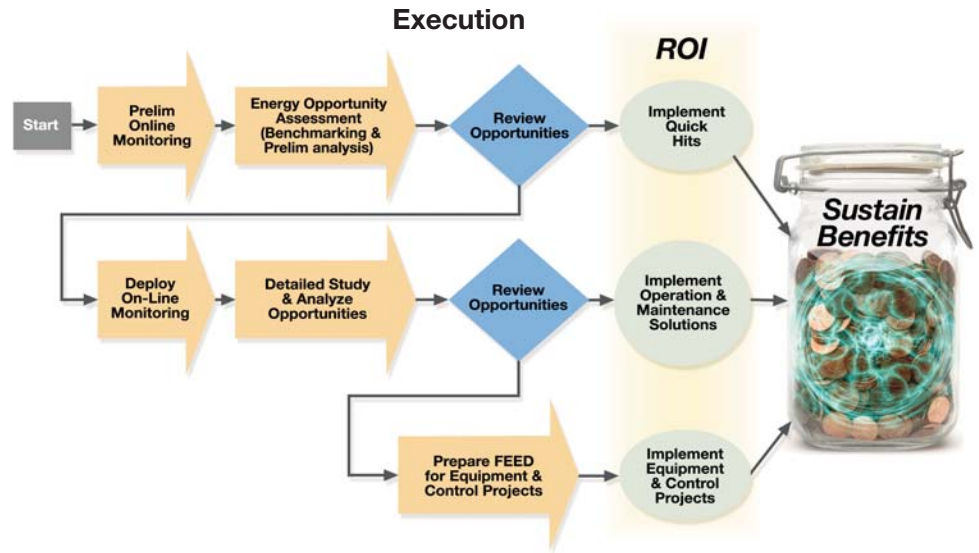 Execution
ROI
Start
Prelim
Online
Monitoring
Energy Opportunity
Assessment
(Benchmarking &
Prelim analysis)
Review
Opportunities
Implement
Quick
Hits
Sustain
Benefits
Deploy
On-Line
Monitoring
Detailed Study
& Analyze
Opportunities
Review
Opportunities
Implement
Operation &
Maintenance
Solutions
Prepare FEED
for Equipment &
Control Projects
Implement
Equipment
& Control
Projects